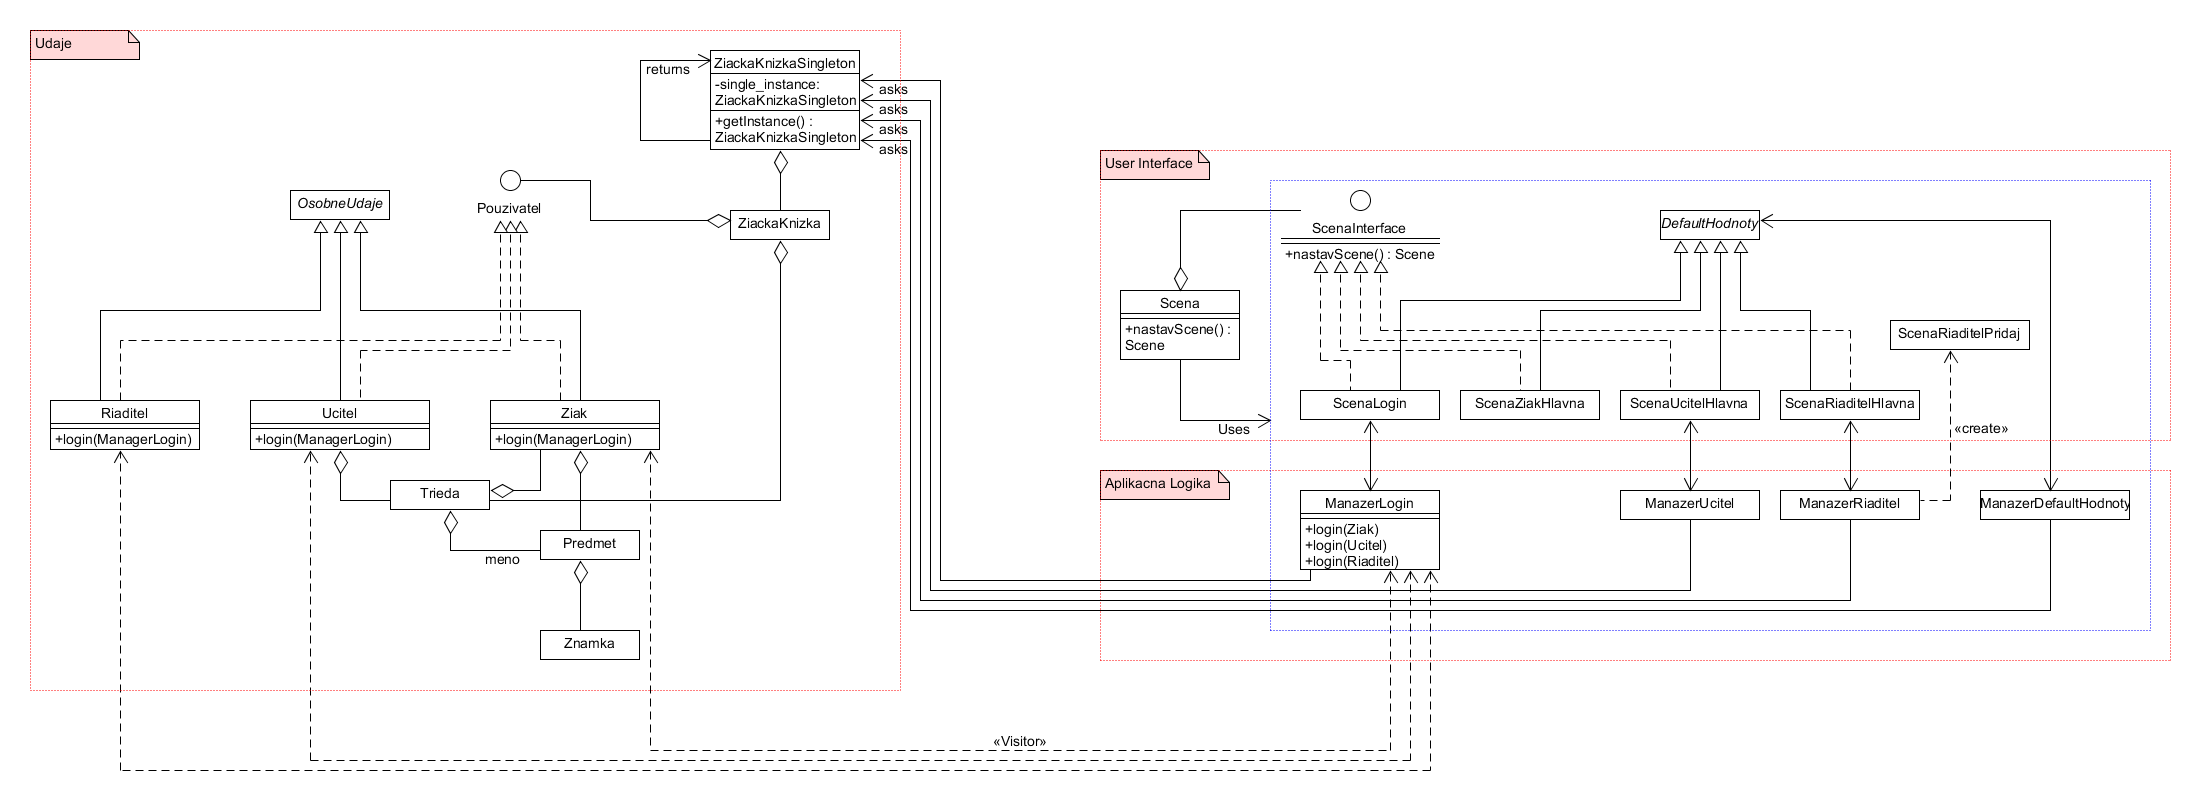 Udaje
ZiackaKnizkaSingleton
-single_instance:
ZiackaKnizkaSingleton
+getInstance() :
ZiackaKnizkaSingleton
returns
asks
asks
asks
asks
OsobneUdaje
Pouzivatel
ZiackaKnizka
Riaditel
+login(ManagerLogin)
Ucitel
+login(ManagerLogin)
Ziak
+login(ManagerLogin)
Trieda
Predmet
meno
Znamka
«Visitor»
User Interface
ScenaInterface
+nastavScene() : Scene
DefaultHodnoty
Scena
+nastavScene() :
Scene
Uses
ScenaRiaditelPridaj
ScenaLogin
ScenaZiakHlavna
ScenaUcitelHlavna
ScenaRiaditelHlavna
«create»
Aplikacna Logika
ManazerLogin
+login(Ziak)
+login(Ucitel)
+login(Riaditel)
ManazerUcitel
ManazerRiaditel
ManazerDefaultHodnoty